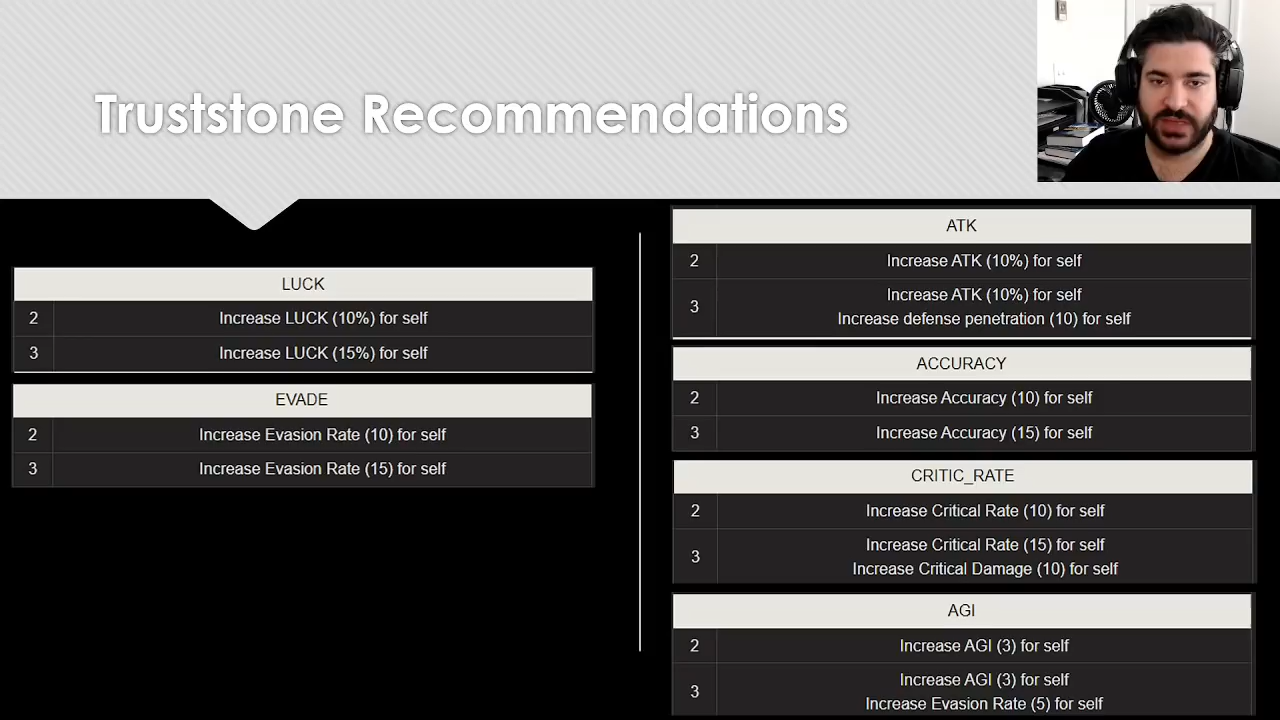 Truststone Recommendations
LUCK
2 Increase LUCK (10%) for self
3 Increase LUCK (15%) for self
EVADE
2 Increase Evasion Rate (10) for self
3 Increase Evasion Rate (15) for self
ATK
2 Increase ATK (10%) for self
3 Increase ATK (10%) for self
Increase defense penetration (10) for self
ACCURACY
2 Increase Accuracy (10) for self
3 Increase Accuracy (15) for self
CRITIC_RATE
2 Increase Critical Rate (10) for self
3 Increase Critical Rate (15) for self
Increase Critical Damage (10) for self
AGI
2 Increase AGI (3) for self
3 Increase AGI (3) for self
Increase Evasion Rate (5) for self